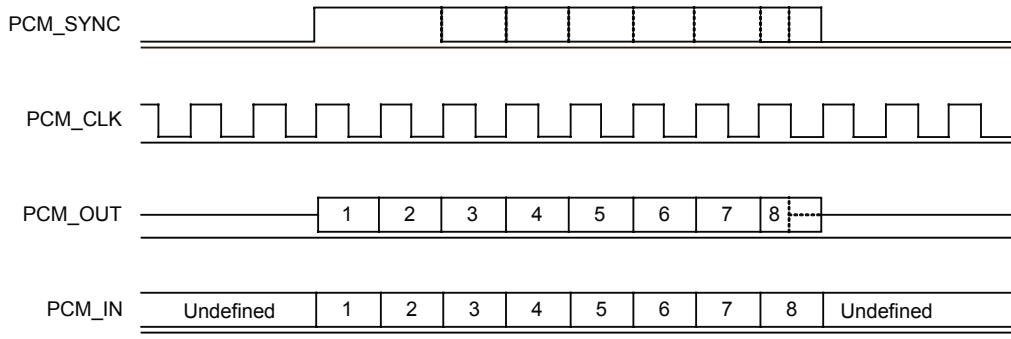 PCM_SYNC
PCM_CLK
PCM_OUT 1 2 3 4 5 6 7 8
PCM_IN Undefined 1 2 3 4 5 6 7 8 Undefined